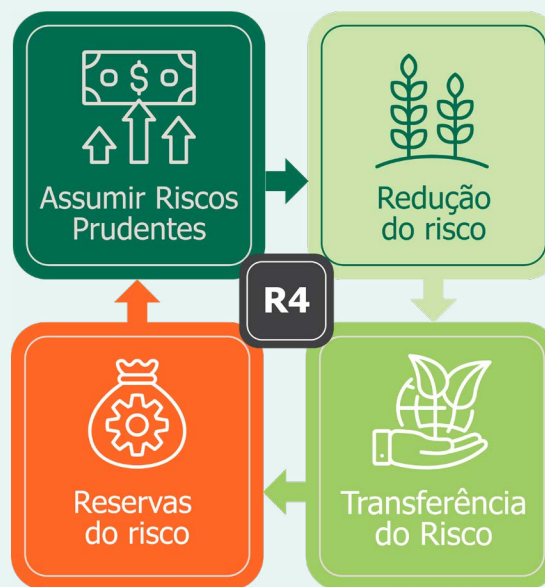 $
Assumir Riscos
Prudentes
Redução
do risco
R4
Reservas
do risco
Transferência
do Risco